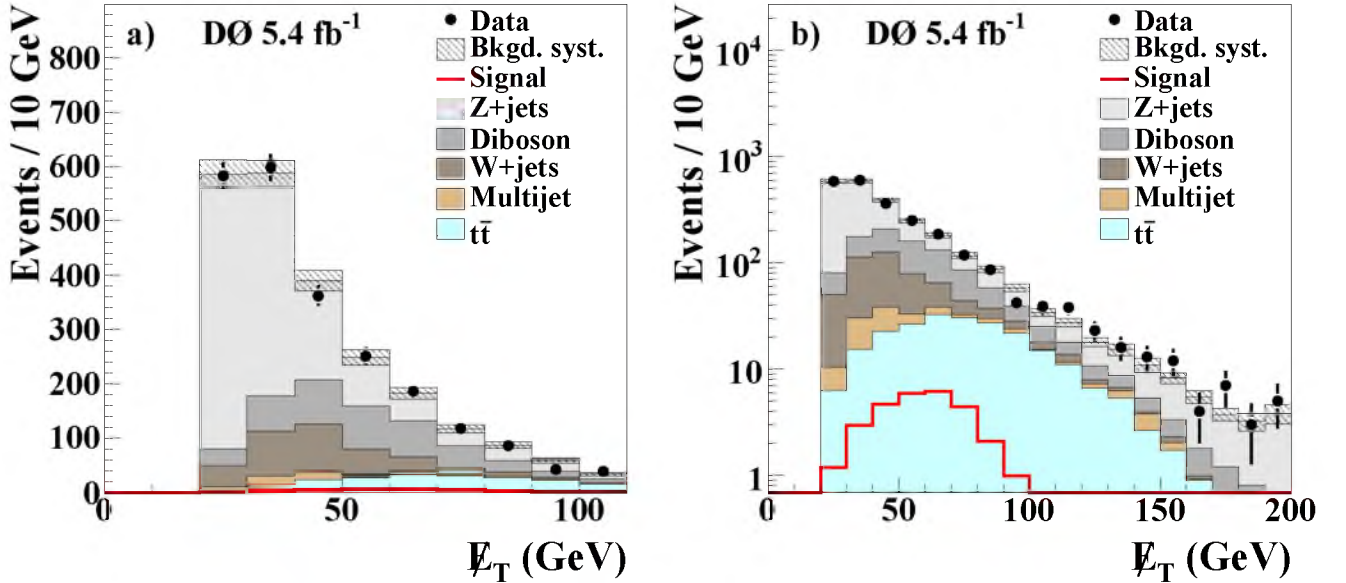 a) DØ 5.4 fb⁻¹
Data
Bkgd. syst.
Signal
Z+jets
Diboson
W+jets
Multijet
tt̄
Events / 10 GeV
800
700
600
500
400
300
200
100
0
0 50 100
E̸_T (GeV)
b) DØ 5.4 fb⁻¹
Data
Bkgd. syst.
Signal
Z+jets
Diboson
W+jets
Multijet
tt̄
Events / 10 GeV
10⁴
10³
10²
10
1
0 50 100 150 200
E̸_T (GeV)